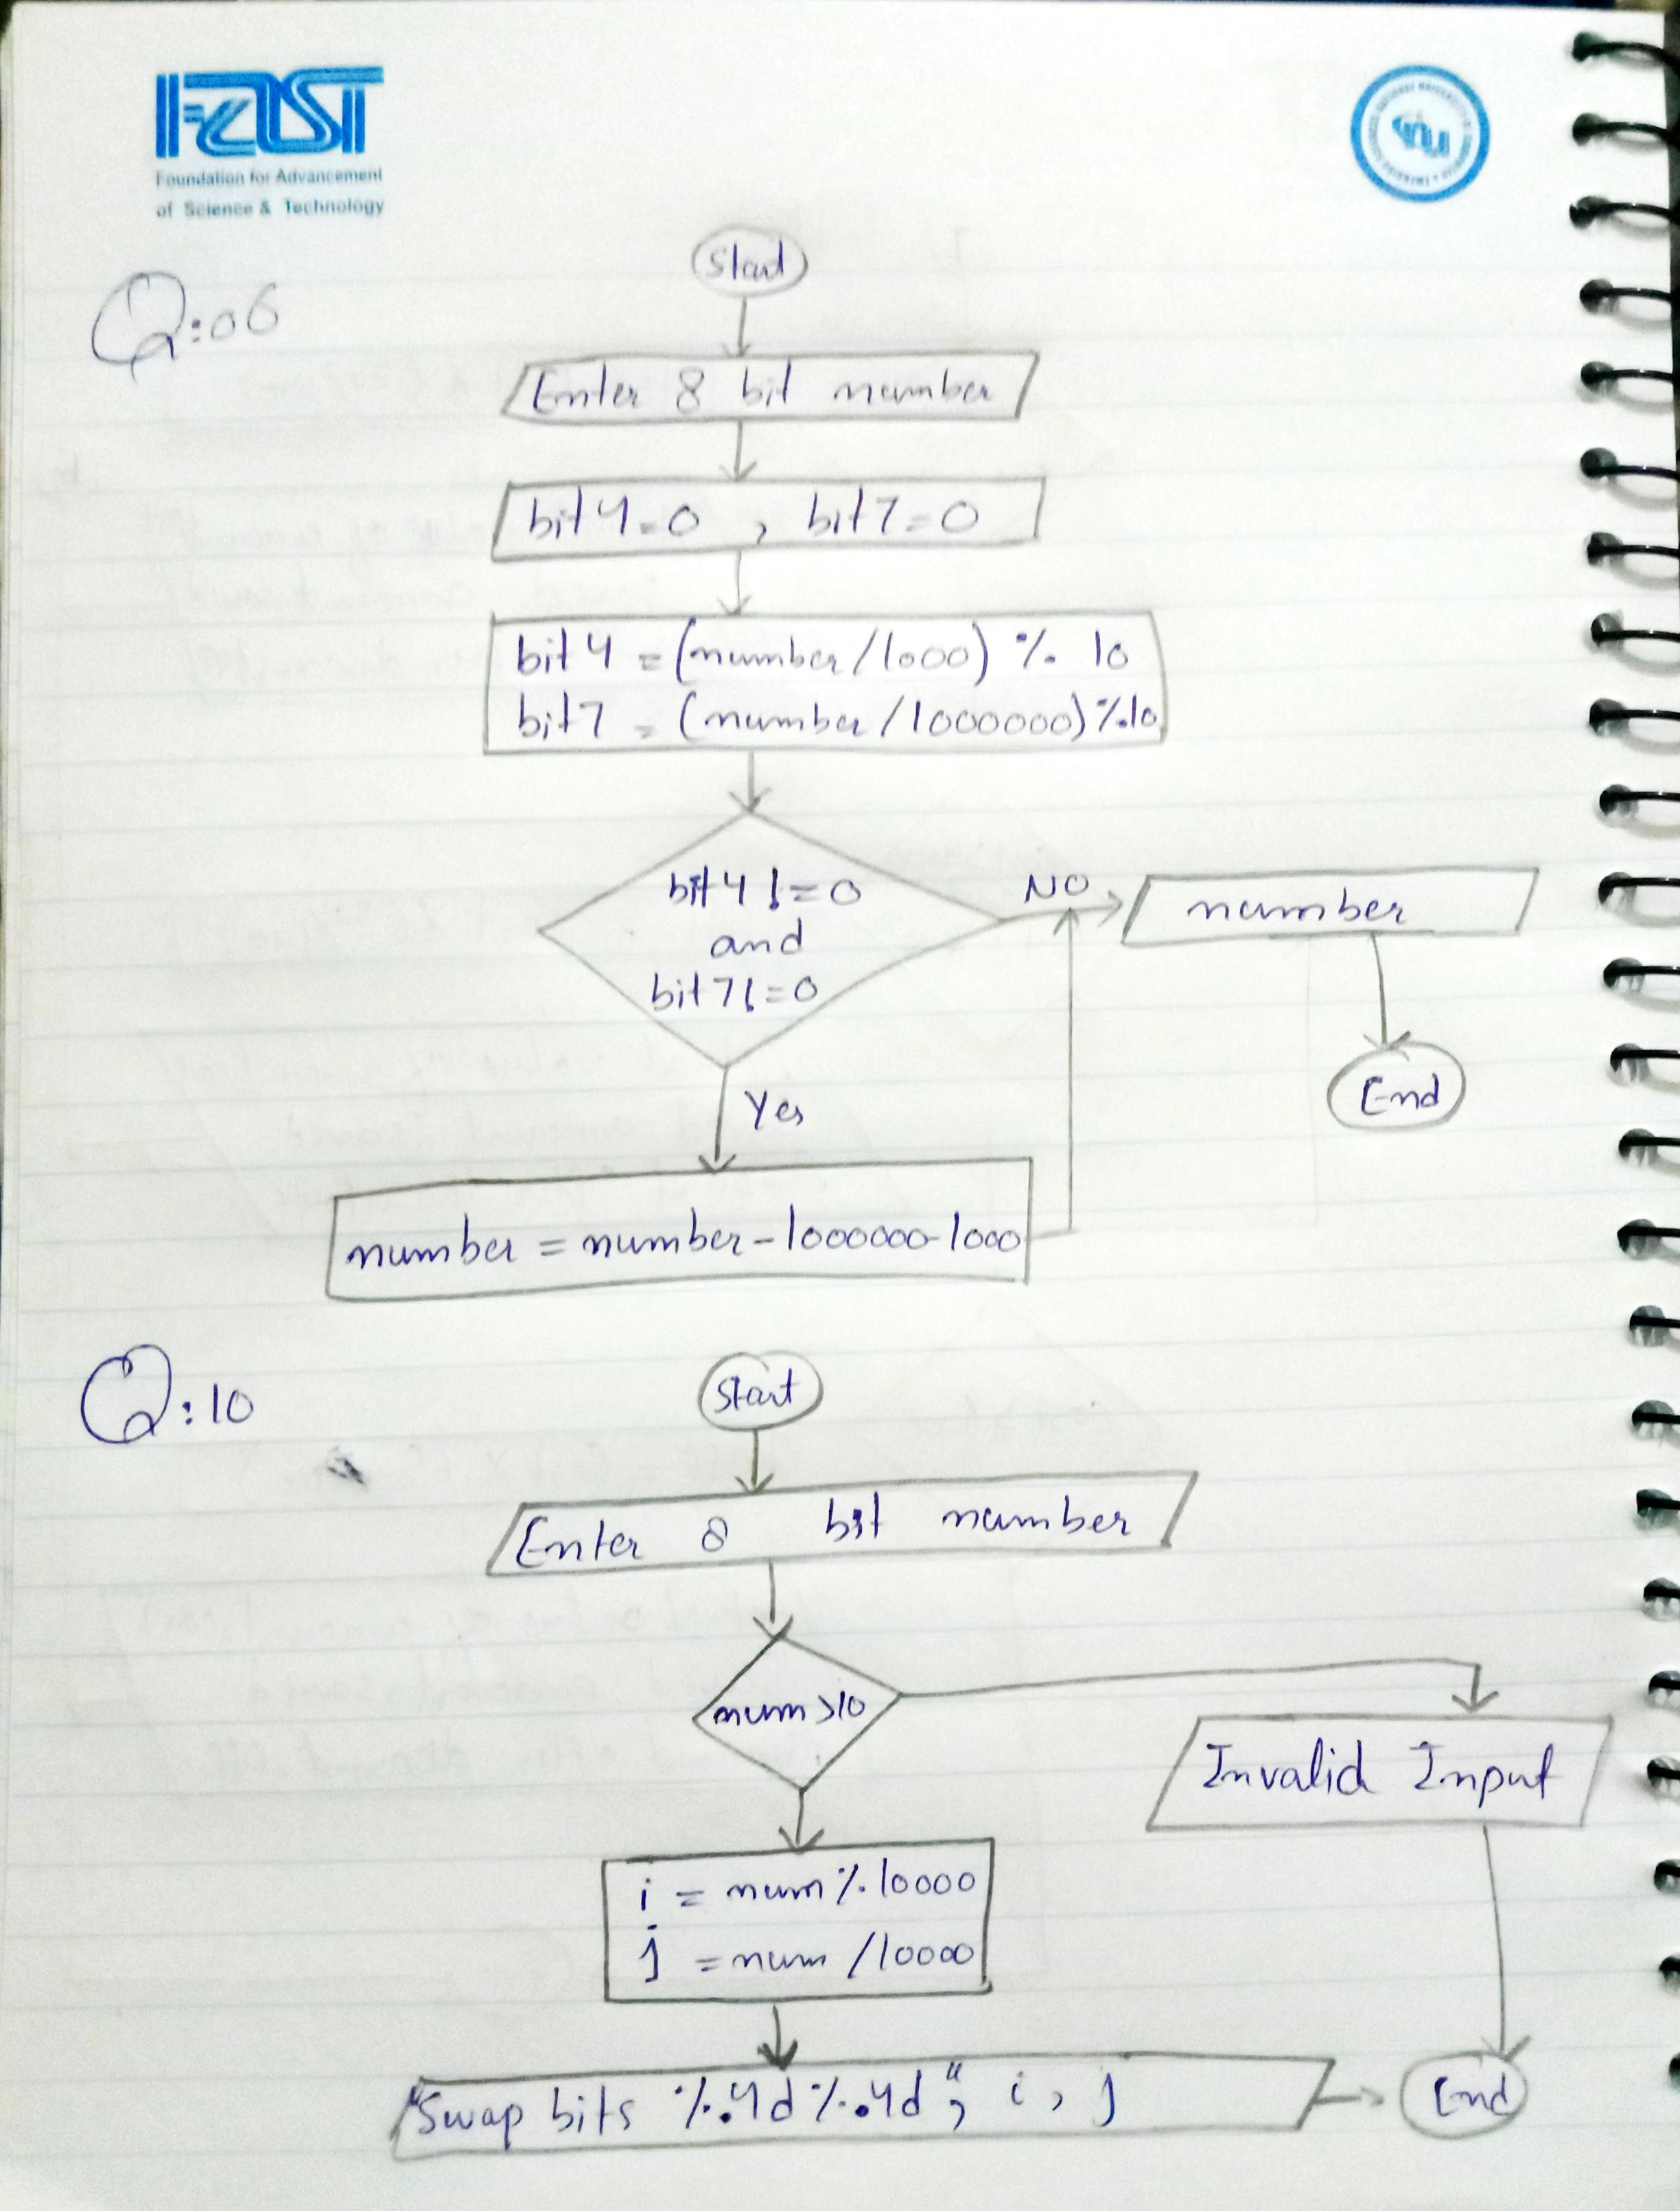 FAST
Foundation for Advancement
of Science & Technology
Q:06
Start
Enter 8 bit number
bit4=0 , bit7=0
bit4 = (number/1000) % 10
bit7 = (number/1000000)%10
bit4 != 0
and
bit7!=0
NO
number
End
Yes
number = number-1000000-1000
Q:10
Start
Enter 8 bit number
num>10
Invalid Input
i = num%10000
j = num/10000
"Swap bits %.4d%.4d", i, j
End